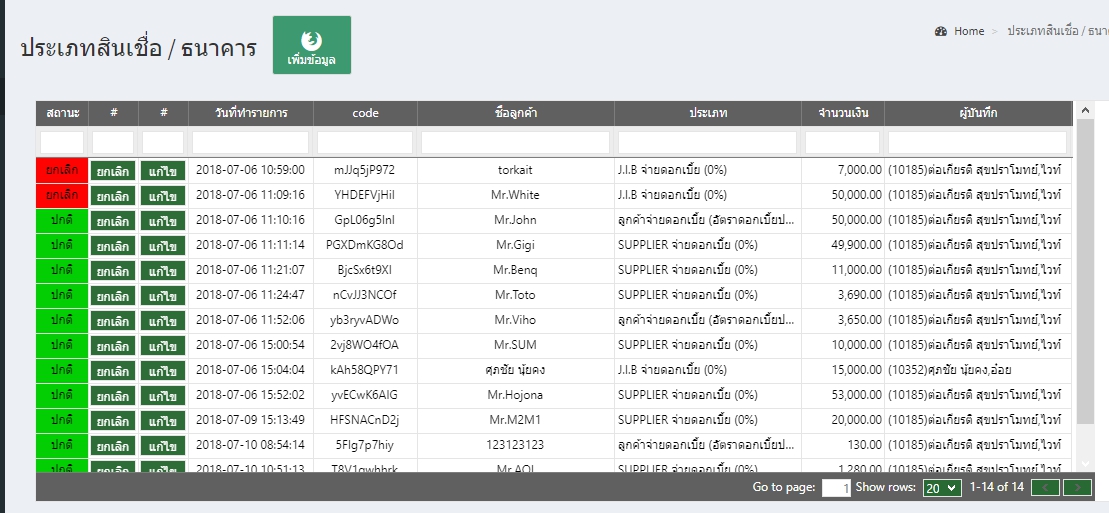 ประเภทสินเชื่อ / ธนาคาร
เพิ่มข้อมูล
Home > ประเภทสินเชื่อ / ธนา
สถานะ # # วันที่ทำรายการ code ชื่อลูกค้า ประเภท จำนวนเงิน ผู้บันทึก
ยกเลิก ยกเลิก แก้ไข 2018-07-06 10:59:00 mJJq5jP972 torkait J.I.B จ่ายดอกเบี้ย (0%) 7,000.00 (10185)ต่อเกียรติ สุขปราโมทย์,ไวท์
ยกเลิก ยกเลิก แก้ไข 2018-07-06 11:09:16 YHDEFVjHil Mr.White J.I.B จ่ายดอกเบี้ย (0%) 50,000.00 (10185)ต่อเกียรติ สุขปราโมทย์,ไวท์
ปกติ ยกเลิก แก้ไข 2018-07-06 11:10:16 GpL06g5lnl Mr.John ลูกค้าจ่ายดอกเบี้ย (อัตราดอกเบี้ยป... 50,000.00 (10185)ต่อเกียรติ สุขปราโมทย์,ไวท์
ปกติ ยกเลิก แก้ไข 2018-07-06 11:11:14 PGXDmKG8Od Mr.Gigi SUPPLIER จ่ายดอกเบี้ย (0%) 49,900.00 (10185)ต่อเกียรติ สุขปราโมทย์,ไวท์
ปกติ ยกเลิก แก้ไข 2018-07-06 11:21:07 BjcSx6t9Xl Mr.Benq SUPPLIER จ่ายดอกเบี้ย (0%) 11,000.00 (10185)ต่อเกียรติ สุขปราโมทย์,ไวท์
ปกติ ยกเลิก แก้ไข 2018-07-06 11:24:47 nCvJJ3NCOf Mr.Toto SUPPLIER จ่ายดอกเบี้ย (0%) 3,690.00 (10185)ต่อเกียรติ สุขปราโมทย์,ไวท์
ปกติ ยกเลิก แก้ไข 2018-07-06 11:52:06 yb3ryvADWo Mr.Viho ลูกค้าจ่ายดอกเบี้ย (อัตราดอกเบี้ยป... 3,650.00 (10185)ต่อเกียรติ สุขปราโมทย์,ไวท์
ปกติ ยกเลิก แก้ไข 2018-07-06 15:00:54 2vj8WO4fOA Mr.SUM SUPPLIER จ่ายดอกเบี้ย (0%) 10,000.00 (10185)ต่อเกียรติ สุขปราโมทย์,ไวท์
ปกติ ยกเลิก แก้ไข 2018-07-06 15:04:04 kAh58QPY71 ศุภชัย นุ้ยคง J.I.B จ่ายดอกเบี้ย (0%) 15,000.00 (10352)ศุภชัย นุ้ยคง,อ๋อย
ปกติ ยกเลิก แก้ไข 2018-07-06 15:52:02 yvECwK6AIG Mr.Hojona SUPPLIER จ่ายดอกเบี้ย (0%) 53,000.00 (10185)ต่อเกียรติ สุขปราโมทย์,ไวท์
ปกติ ยกเลิก แก้ไข 2018-07-09 15:13:49 HFSNACnD2j Mr.M2M1 SUPPLIER จ่ายดอกเบี้ย (0%) 20,000.00 (10185)ต่อเกียรติ สุขปราโมทย์,ไวท์
ปกติ ยกเลิก แก้ไข 2018-07-10 08:54:14 5FIg7p7hiy 123123123 ลูกค้าจ่ายดอกเบี้ย (อัตราดอกเบี้ยป... 130.00 (10185)ต่อเกียรติ สุขปราโมทย์,ไวท์
ปกติ ยกเลิก แก้ไข 2018-07-10 10:51:13 T8V1qwhhrk Mr.AOI SUPPLIER จ่ายดอกเบี้ย (0%) 1,280.00 (10185)ต่อเกียรติ สุขปราโมทย์,ไวท์
Go to page: 1 Show rows: 20 1-14 of 14